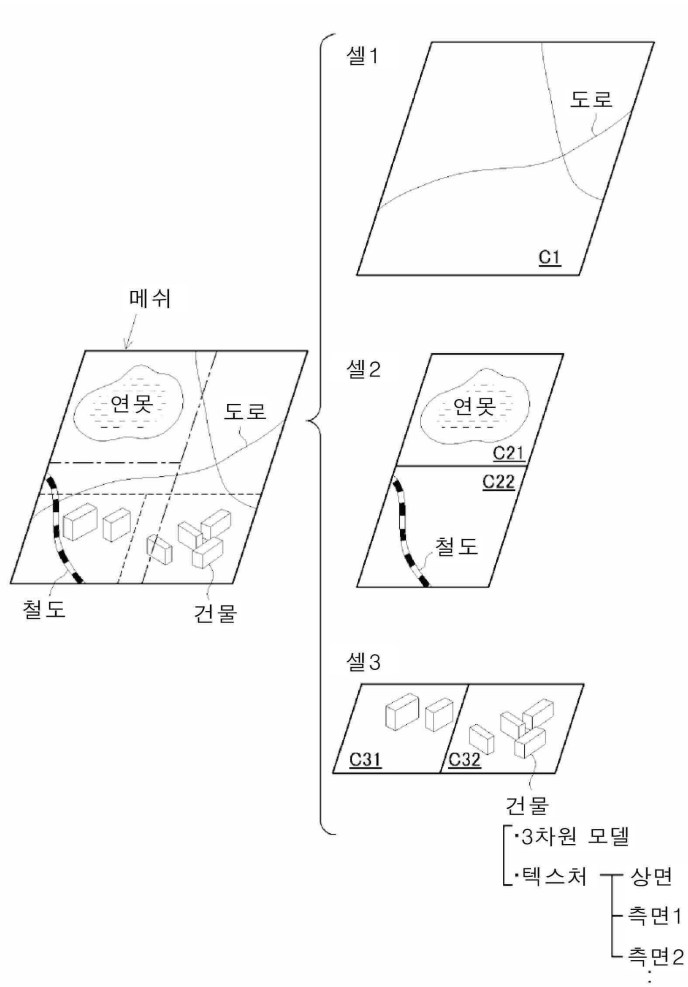 메쉬
연못
도로
철도
건물
셀1
도로
C1
셀2
연못
C21
C22
철도
셀3
C31
C32
건물
·3차원 모델
·텍스처
상면
측면1
측면2
⋮